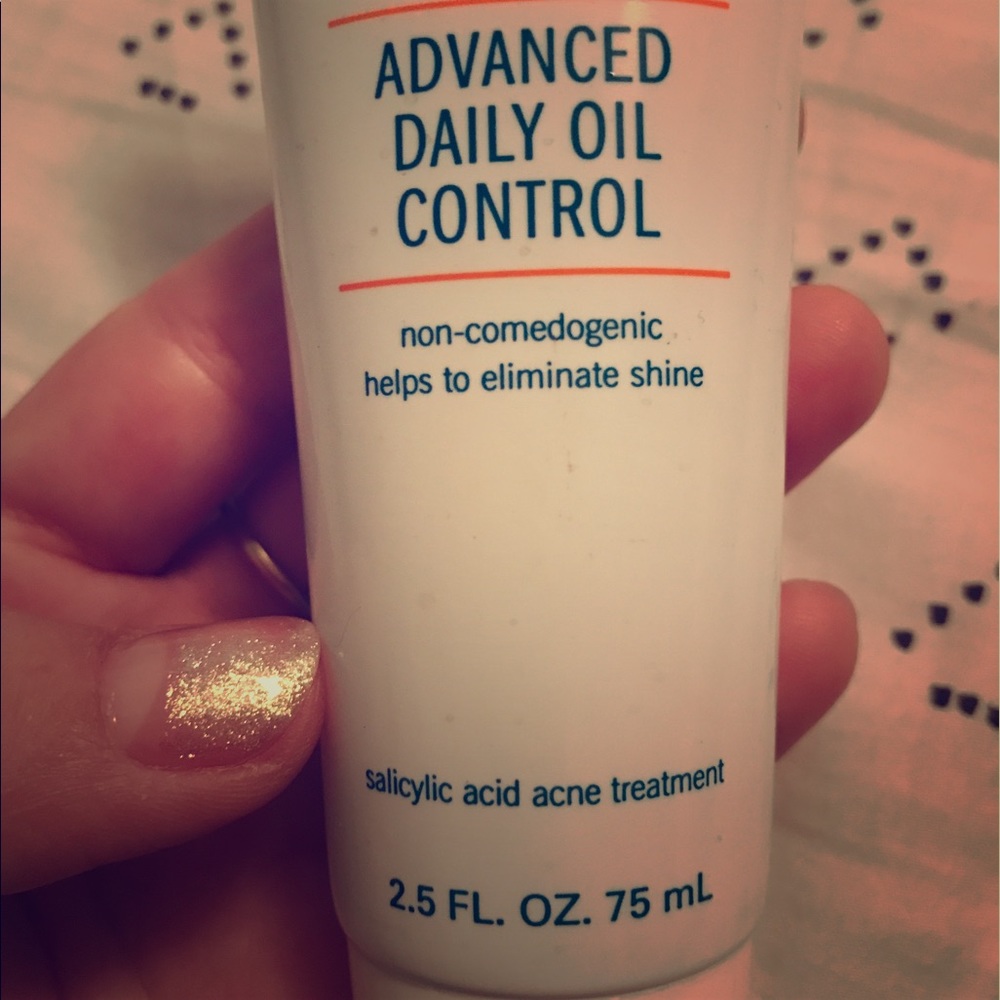 ADVANCED
DAILY OIL
CONTROL
non-comedogenic
helps to eliminate shine
salicylic acid acne treatment
2.5 FL. OZ. 75 mL